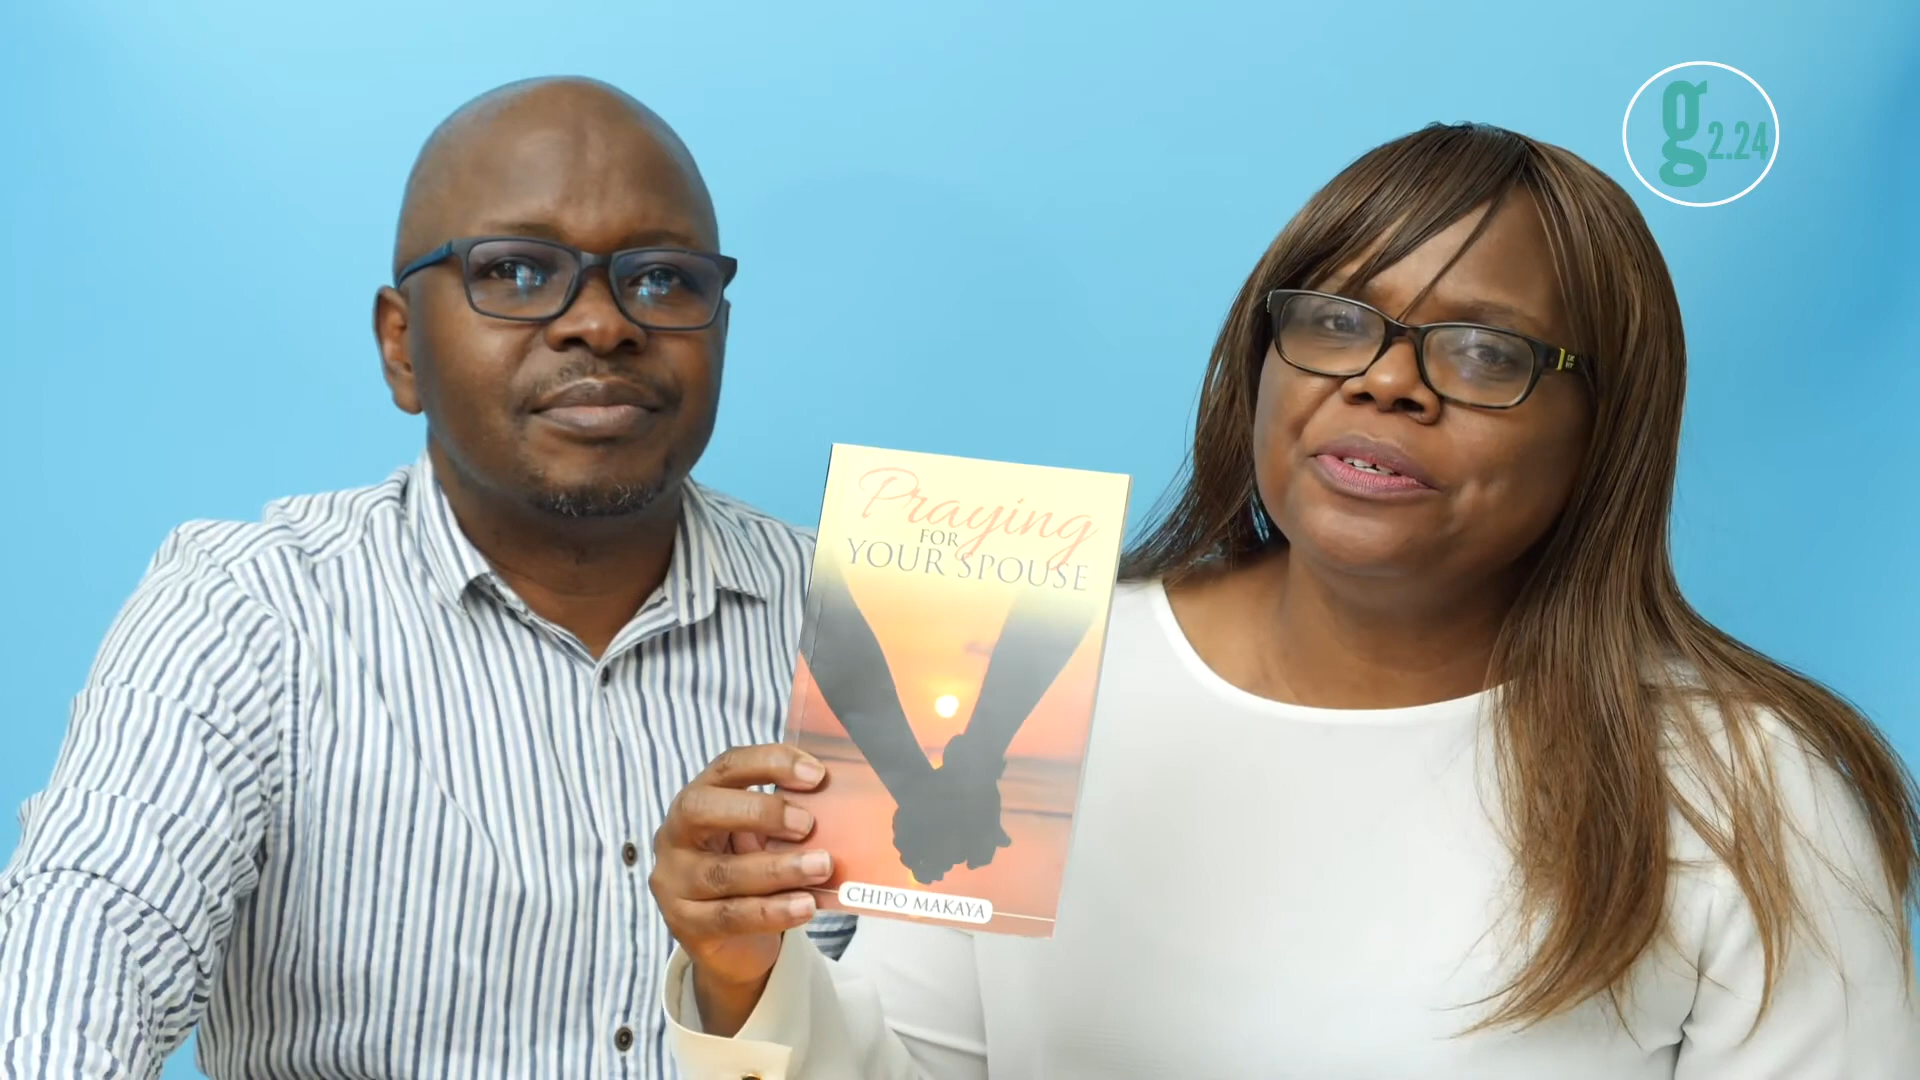 g2.24
Praying
FOR
YOUR SPOUSE
CHIPO MAKAYA